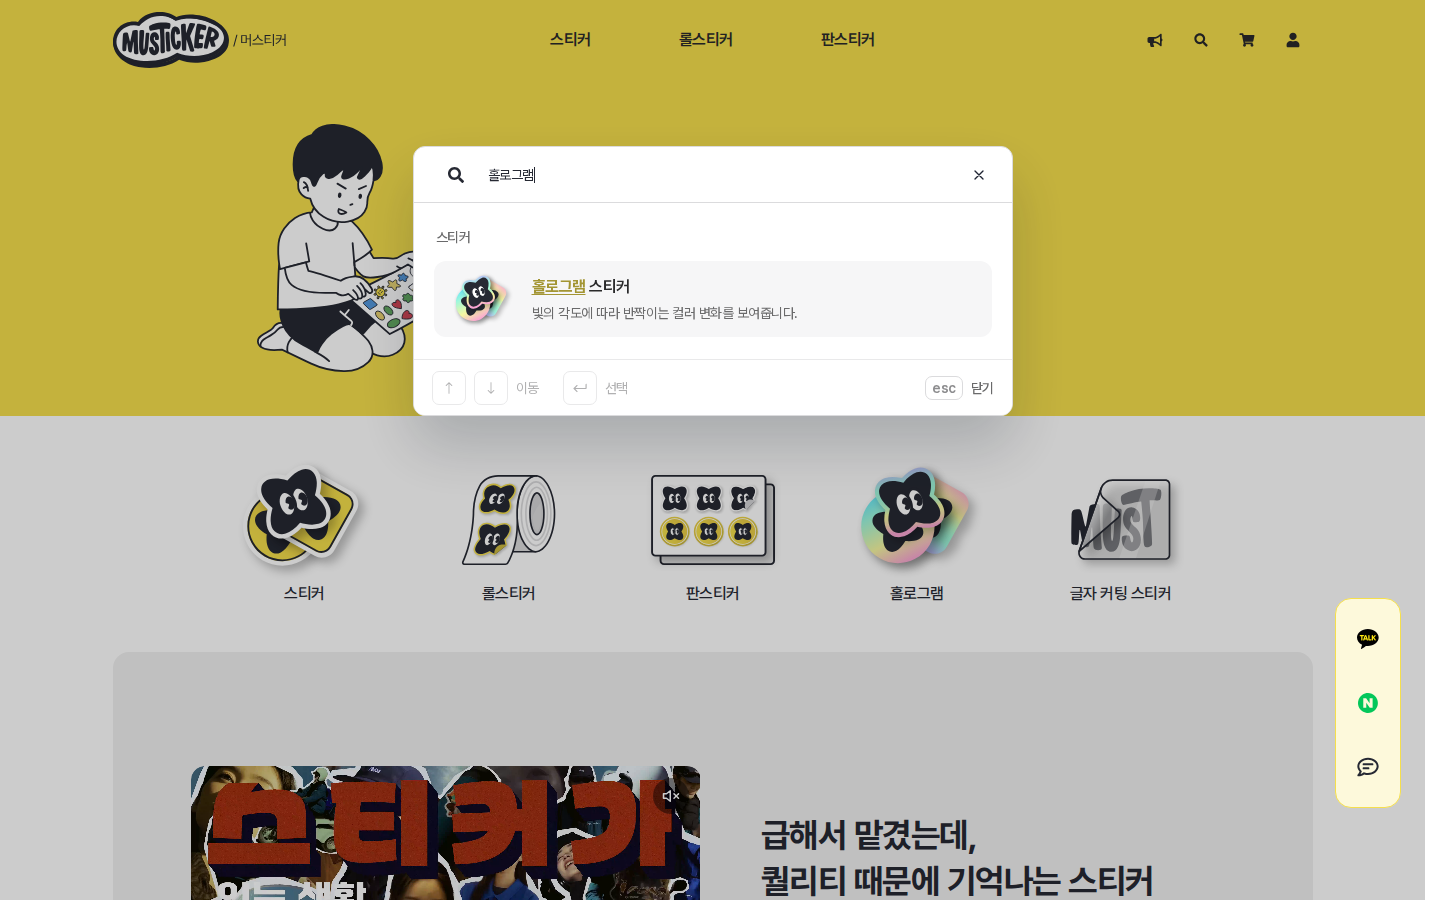 MUSTICKER
/ 머스티커
스티커
롤스티커
판스티커
홀로그램
스티커
홀로그램 스티커
빛의 각도에 따라 반짝이는 컬러 변화를 보여줍니다.
이동
선택
esc
닫기
스티커
롤스티커
판스티커
홀로그램
글자 커팅 스티커
MUST
TALK
N
스티커가
급해서 맡겼는데,
퀄리티 때문에 기억나는 스티커